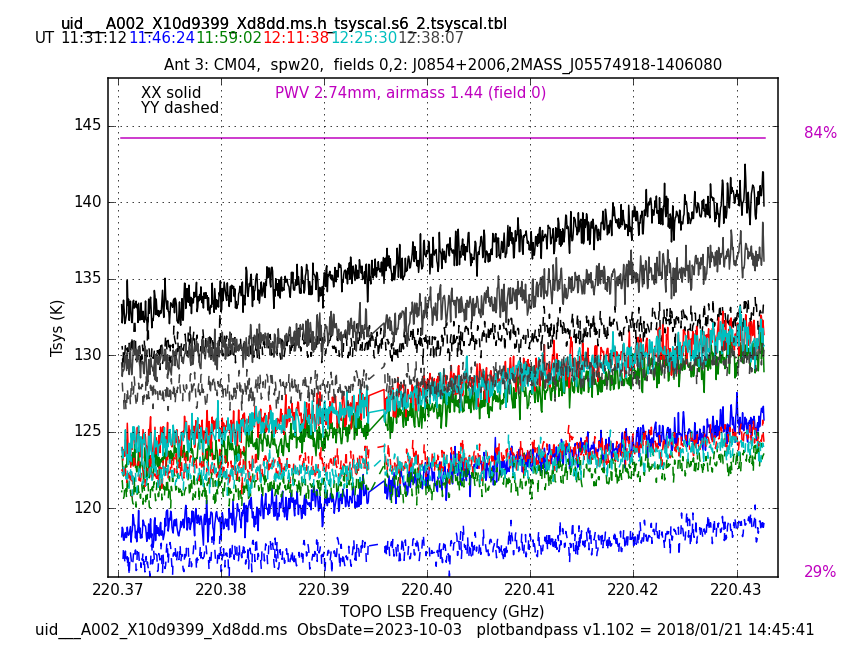 uid___A002_X10d9399_Xd8dd.ms.h_tsyscal.s6_2.tsyscal.tbl
UT 11:31:12 11:46:24 11:59:02 12:11:38 12:25:30 12:38:07
Ant 3: CM04,  spw20,  fields 0,2: J0854+2006,2MASS_J05574918-1406080
XX solid
YY dashed
PWV 2.74mm, airmass 1.44 (field 0)
84%
29%
145
140
135
130
125
120
Tsys (K)
220.37 220.38 220.39 220.40 220.41 220.42 220.43
TOPO LSB Frequency (GHz)
uid___A002_X10d9399_Xd8dd.ms  ObsDate=2023-10-03   plotbandpass v1.102 = 2018/01/21 14:45:41